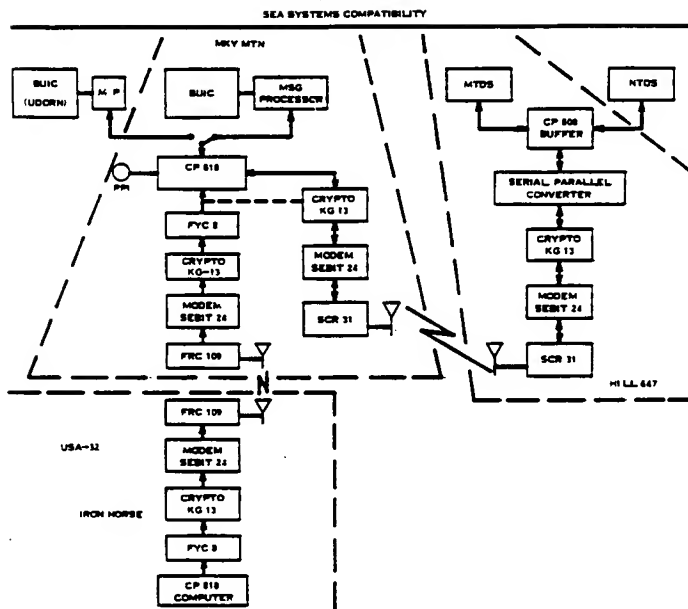 SEA SYSTEMS COMPATIBILITY
MKY MTN
BUIC
(UDORN)
M P
BUIC
MSG
PROCESSOR
MTDS
NTDS
CP 808
BUFFER
CP 818
PPI
SERIAL PARALLEL
CONVERTER
CRYPTO
KG 13
FYC 8
CRYPTO
KG 13
CRYPTO
KG-13
MODEM
SEBIT 24
MODEM
SEBIT 24
MODEM
SEBIT 24
SCR 31
FRC 109
SCR 31
HILL 647
FRC 109
USA-32
MODEM
SEBIT 24
IRON HORSE
CRYPTO
KG 13
FYC 8
CP 818
COMPUTER